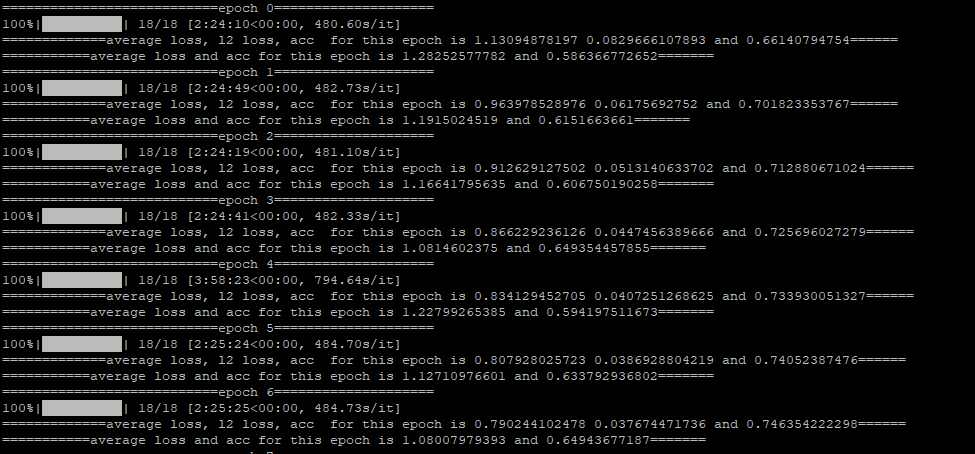 ===========================epoch 0====================
100%|██████████| 18/18 [2:24:10<00:00, 480.60s/it]
=============average loss, l2 loss, acc  for this epoch is 1.13094878197 0.0829666107893 and 0.66140794754======
===========average loss and acc for this epoch is 1.28252577782 and 0.586366772652=======
===========================epoch 1====================
100%|██████████| 18/18 [2:24:49<00:00, 482.73s/it]
=============average loss, l2 loss, acc  for this epoch is 0.963978528976 0.06175692752 and 0.701823353767======
===========average loss and acc for this epoch is 1.1915024519 and 0.6151663661=======
===========================epoch 2====================
100%|██████████| 18/18 [2:24:19<00:00, 481.10s/it]
=============average loss, l2 loss, acc  for this epoch is 0.912629127502 0.0513140633702 and 0.712880671024======
===========average loss and acc for this epoch is 1.16641795635 and 0.606750190258=======
===========================epoch 3====================
100%|██████████| 18/18 [2:24:41<00:00, 482.33s/it]
=============average loss, l2 loss, acc  for this epoch is 0.866229236126 0.0447456389666 and 0.725696027279======
===========average loss and acc for this epoch is 1.0814602375 and 0.649354457855=======
===========================epoch 4====================
100%|██████████| 18/18 [3:58:23<00:00, 794.64s/it]
=============average loss, l2 loss, acc  for this epoch is 0.834129452705 0.0407251268625 and 0.733930051327======
===========average loss and acc for this epoch is 1.22799265385 and 0.594197511673=======
===========================epoch 5====================
100%|██████████| 18/18 [2:25:24<00:00, 484.70s/it]
=============average loss, l2 loss, acc  for this epoch is 0.807928025723 0.0386928804219 and 0.74052387476======
===========average loss and acc for this epoch is 1.12710976601 and 0.633792936802=======
===========================epoch 6====================
100%|██████████| 18/18 [2:25:25<00:00, 484.73s/it]
=============average loss, l2 loss, acc  for this epoch is 0.790244102478 0.037674471736 and 0.746354222298======
===========average loss and acc for this epoch is 1.08007979393 and 0.64943677187=======